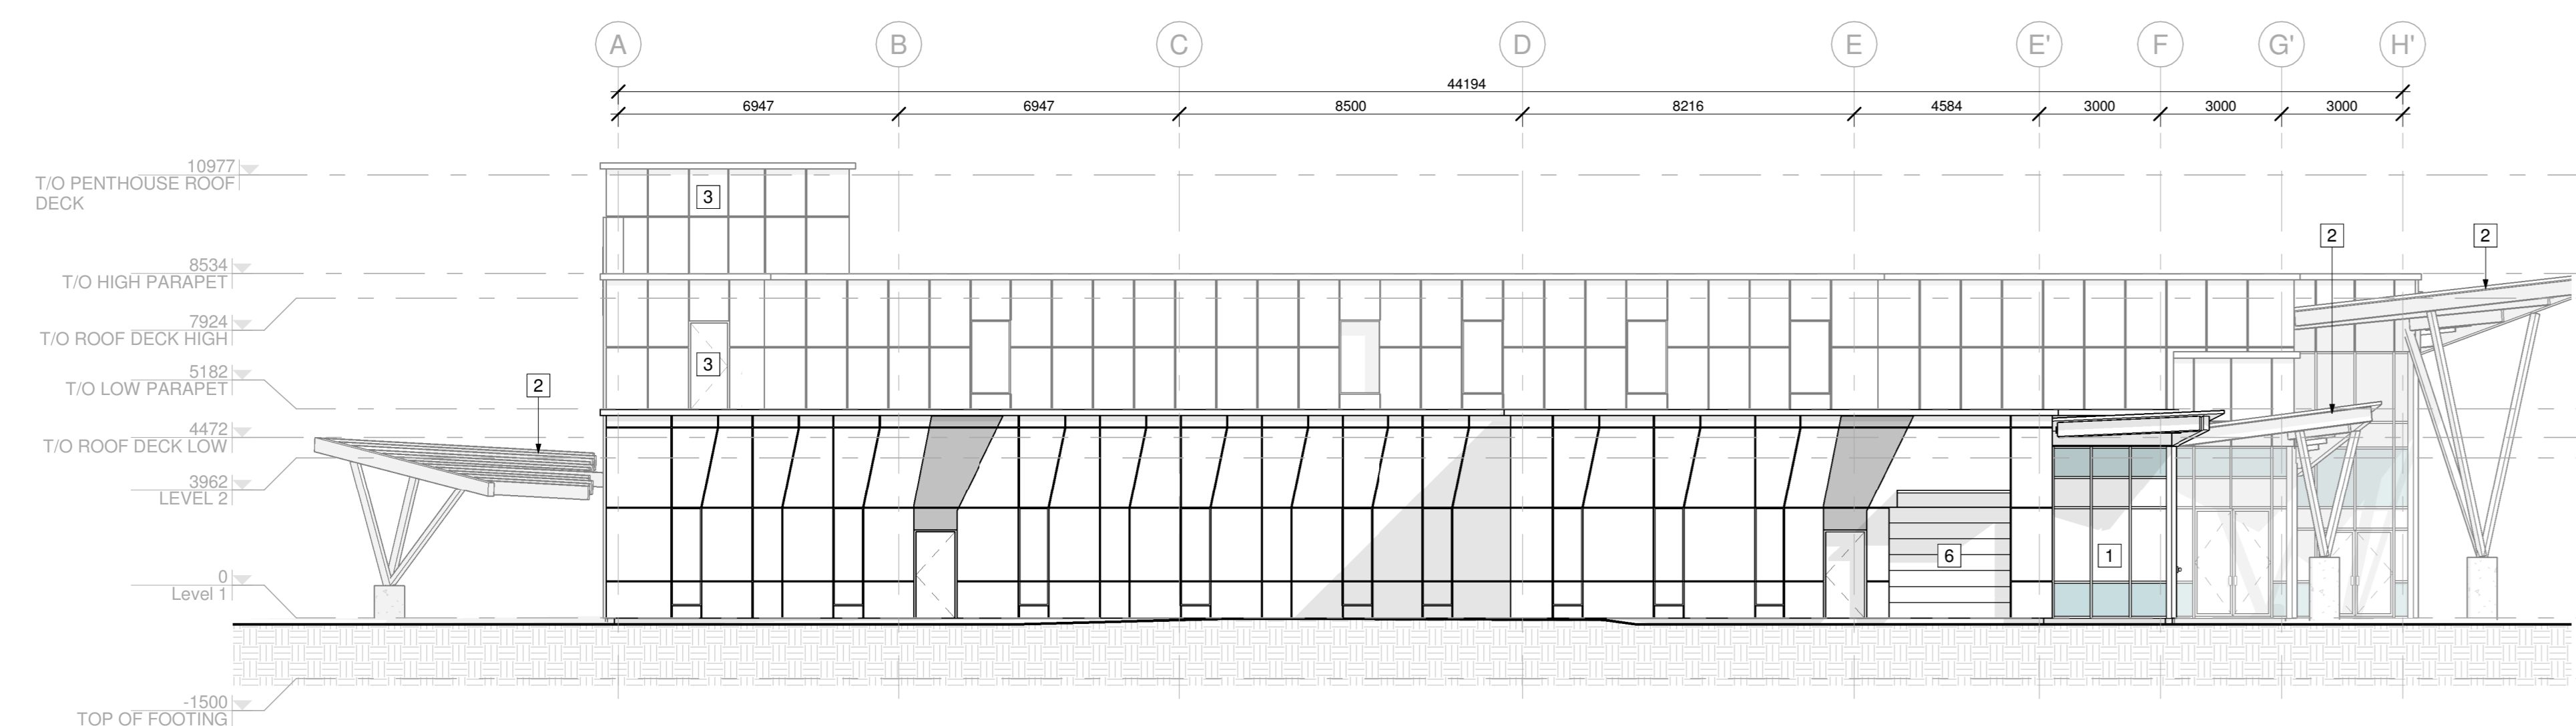 A B C D E E' F G' H'
44194
6947 6947 8500 8216 4584 3000 3000 3000
10977
T/O PENTHOUSE ROOF
DECK
3
2 2
8534
T/O HIGH PARAPET
7924
T/O ROOF DECK HIGH
3
5182
T/O LOW PARAPET
2
4472
T/O ROOF DECK LOW
3962
LEVEL 2
6 1
0
Level 1
-1500
TOP OF FOOTING